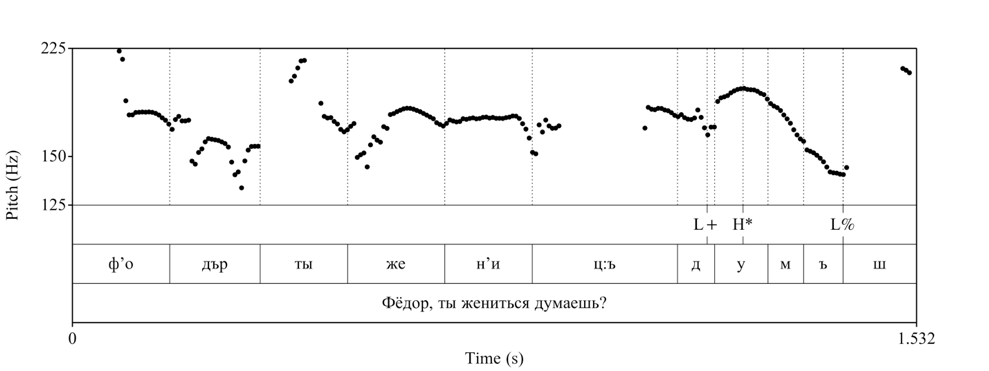 225
150
125
Pitch (Hz)
L + H* L%
ф’о дър ты же н’и ц:ъ д у м ъ ш
Фёдор, ты жениться думаешь?
0 1.532
Time (s)